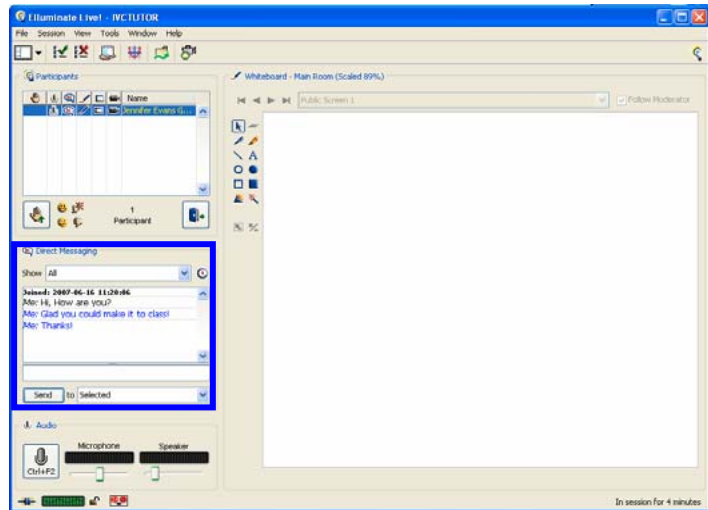 Elluminate Live! - IVCTUTOR
File Session View Tools Window Help
Participants
Name
Jennifer Evans G...
1
Participant
Direct Messaging
Show All
Joined: 2007-06-16 11:20:06
Me: Hi, How are you?
Me: Glad you could make it to class!
Me: Thanks!
Send to Selected
Audio
Microphone Speaker
Ctrl+F2
Whiteboard - Main Room (Scaled 89%)
Public Screen 1 Follow Moderator
A
In session for 4 minutes